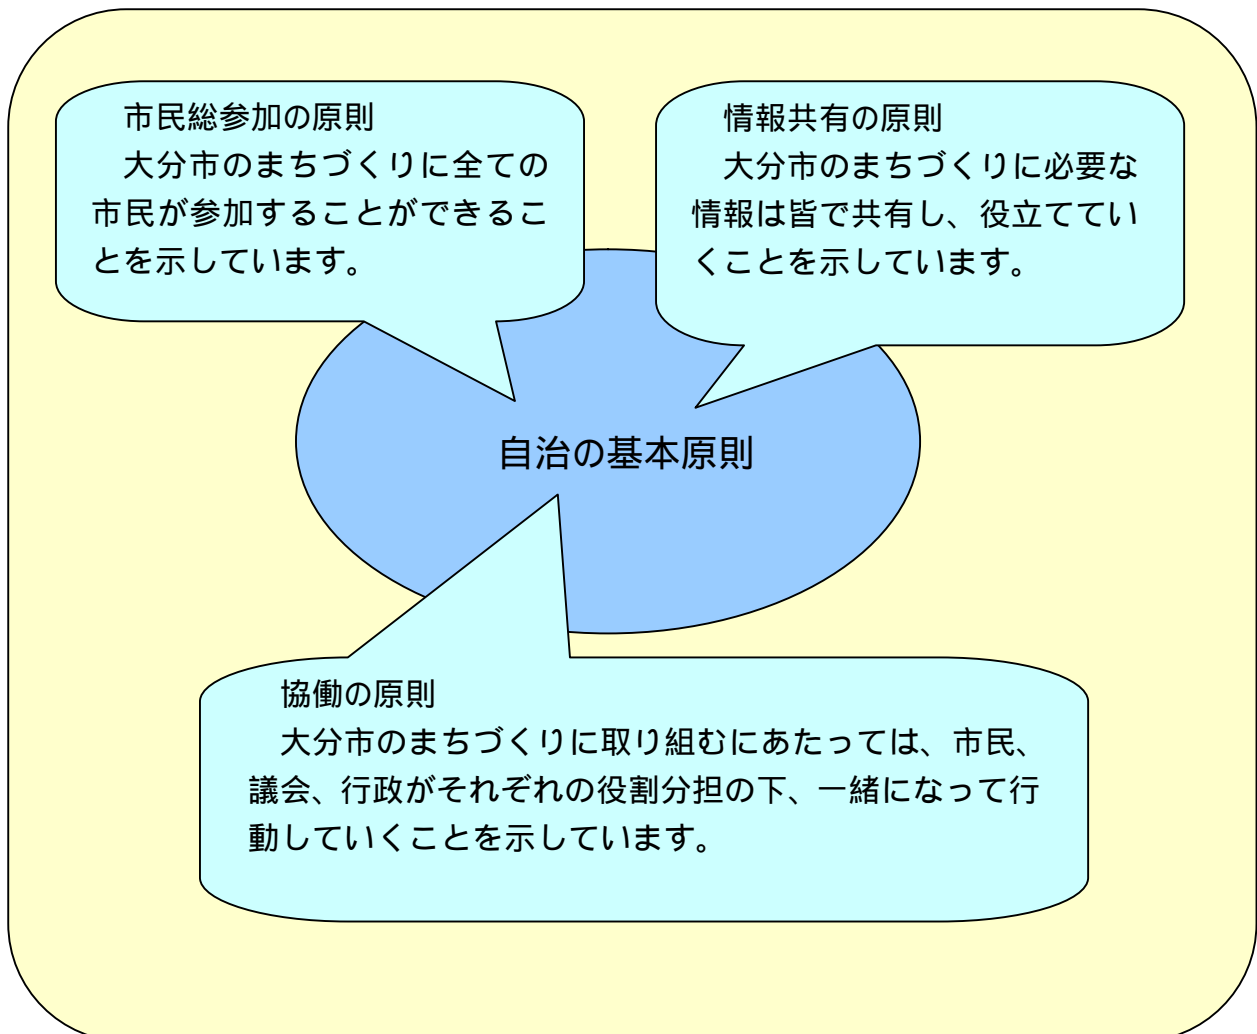 市民総参加の原則
大分市のまちづくりに全ての
市民が参加することができるこ
とを示しています。
情報共有の原則
大分市のまちづくりに必要な
情報は皆で共有し、役立ててい
くことを示しています。
自治の基本原則
協働の原則
大分市のまちづくりに取り組むにあたっては、市民、
議会、行政がそれぞれの役割分担の下、一緒になって行
動していくことを示しています。